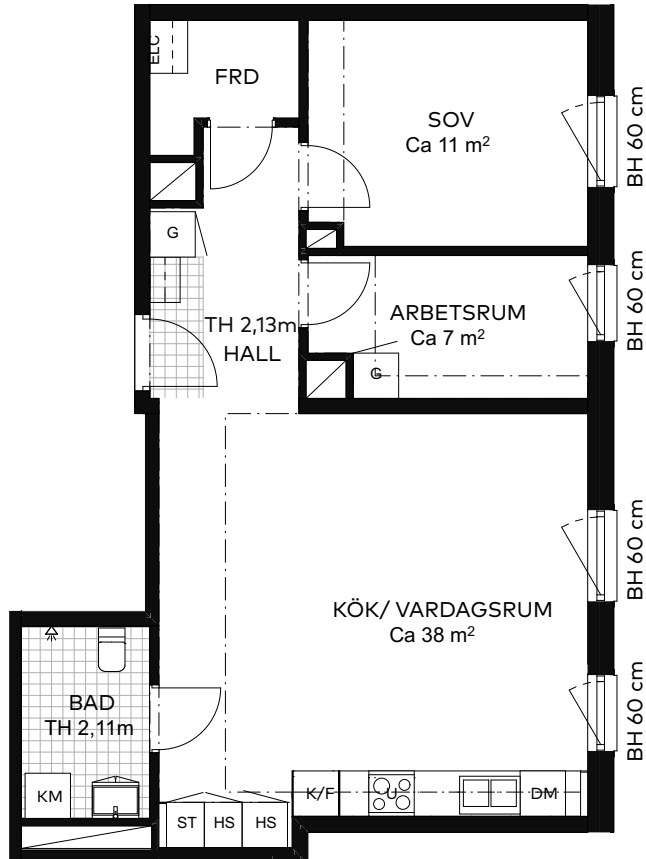 ELC
FRD
SOV
Ca 11 m²
BH 60 cm
G
TH 2,13m
HALL
ARBETSRUM
Ca 7 m²
BH 60 cm
G
BH 60 cm
KÖK/ VARDAGSRUM
Ca 38 m²
BAD
TH 2,11m
BH 60 cm
KM
K/F
U
DM
ST
HS
HS